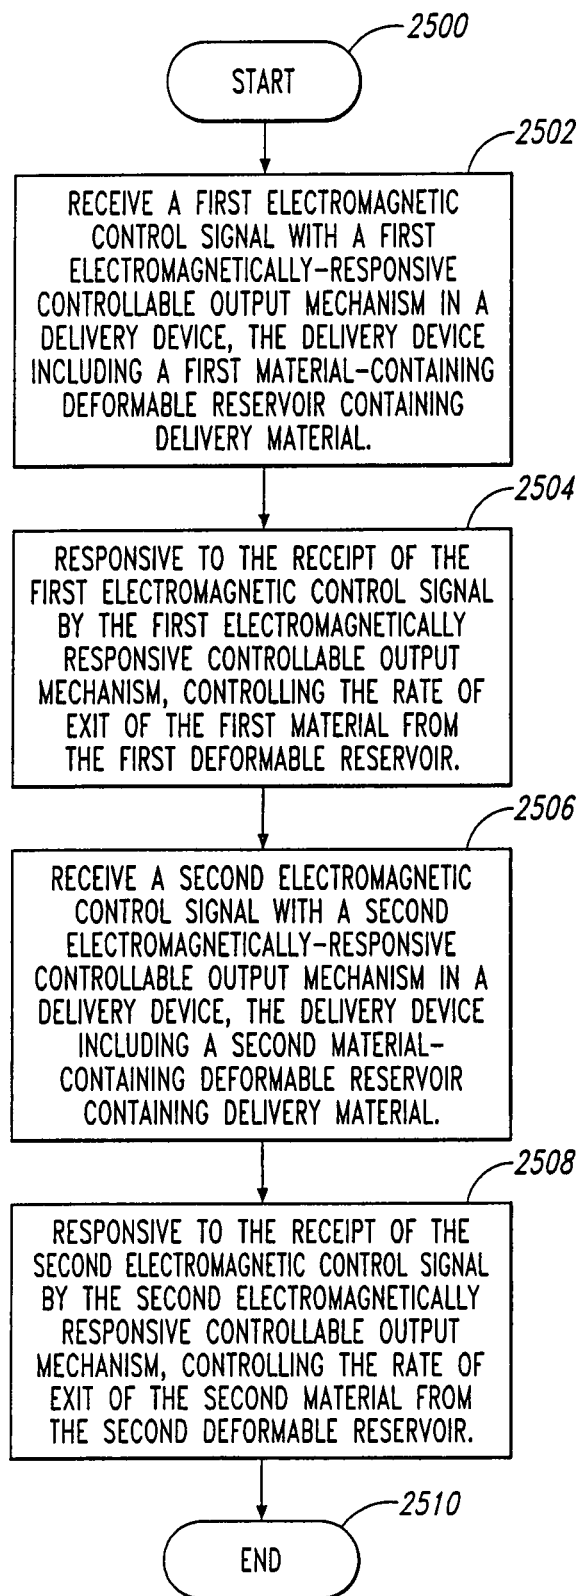 2500
START
2502
RECEIVE A FIRST ELECTROMAGNETIC
CONTROL SIGNAL WITH A FIRST
ELECTROMAGNETICALLY-RESPONSIVE
CONTROLLABLE OUTPUT MECHANISM IN A
DELIVERY DEVICE, THE DELIVERY DEVICE
INCLUDING A FIRST MATERIAL-CONTAINING
DEFORMABLE RESERVOIR CONTAINING
DELIVERY MATERIAL.
2504
RESPONSIVE TO THE RECEIPT OF THE
FIRST ELECTROMAGNETIC CONTROL SIGNAL
BY THE FIRST ELECTROMAGNETICALLY
RESPONSIVE CONTROLLABLE OUTPUT
MECHANISM, CONTROLLING THE RATE OF
EXIT OF THE FIRST MATERIAL FROM
THE FIRST DEFORMABLE RESERVOIR.
2506
RECEIVE A SECOND ELECTROMAGNETIC
CONTROL SIGNAL WITH A SECOND
ELECTROMAGNETICALLY-RESPONSIVE
CONTROLLABLE OUTPUT MECHANISM IN A
DELIVERY DEVICE, THE DELIVERY DEVICE
INCLUDING A SECOND MATERIAL-
CONTAINING DEFORMABLE RESERVOIR
CONTAINING DELIVERY MATERIAL.
2508
RESPONSIVE TO THE RECEIPT OF THE
SECOND ELECTROMAGNETIC CONTROL SIGNAL
BY THE SECOND ELECTROMAGNETICALLY
RESPONSIVE CONTROLLABLE OUTPUT
MECHANISM, CONTROLLING THE RATE OF
EXIT OF THE SECOND MATERIAL FROM
THE SECOND DEFORMABLE RESERVOIR.
2510
END